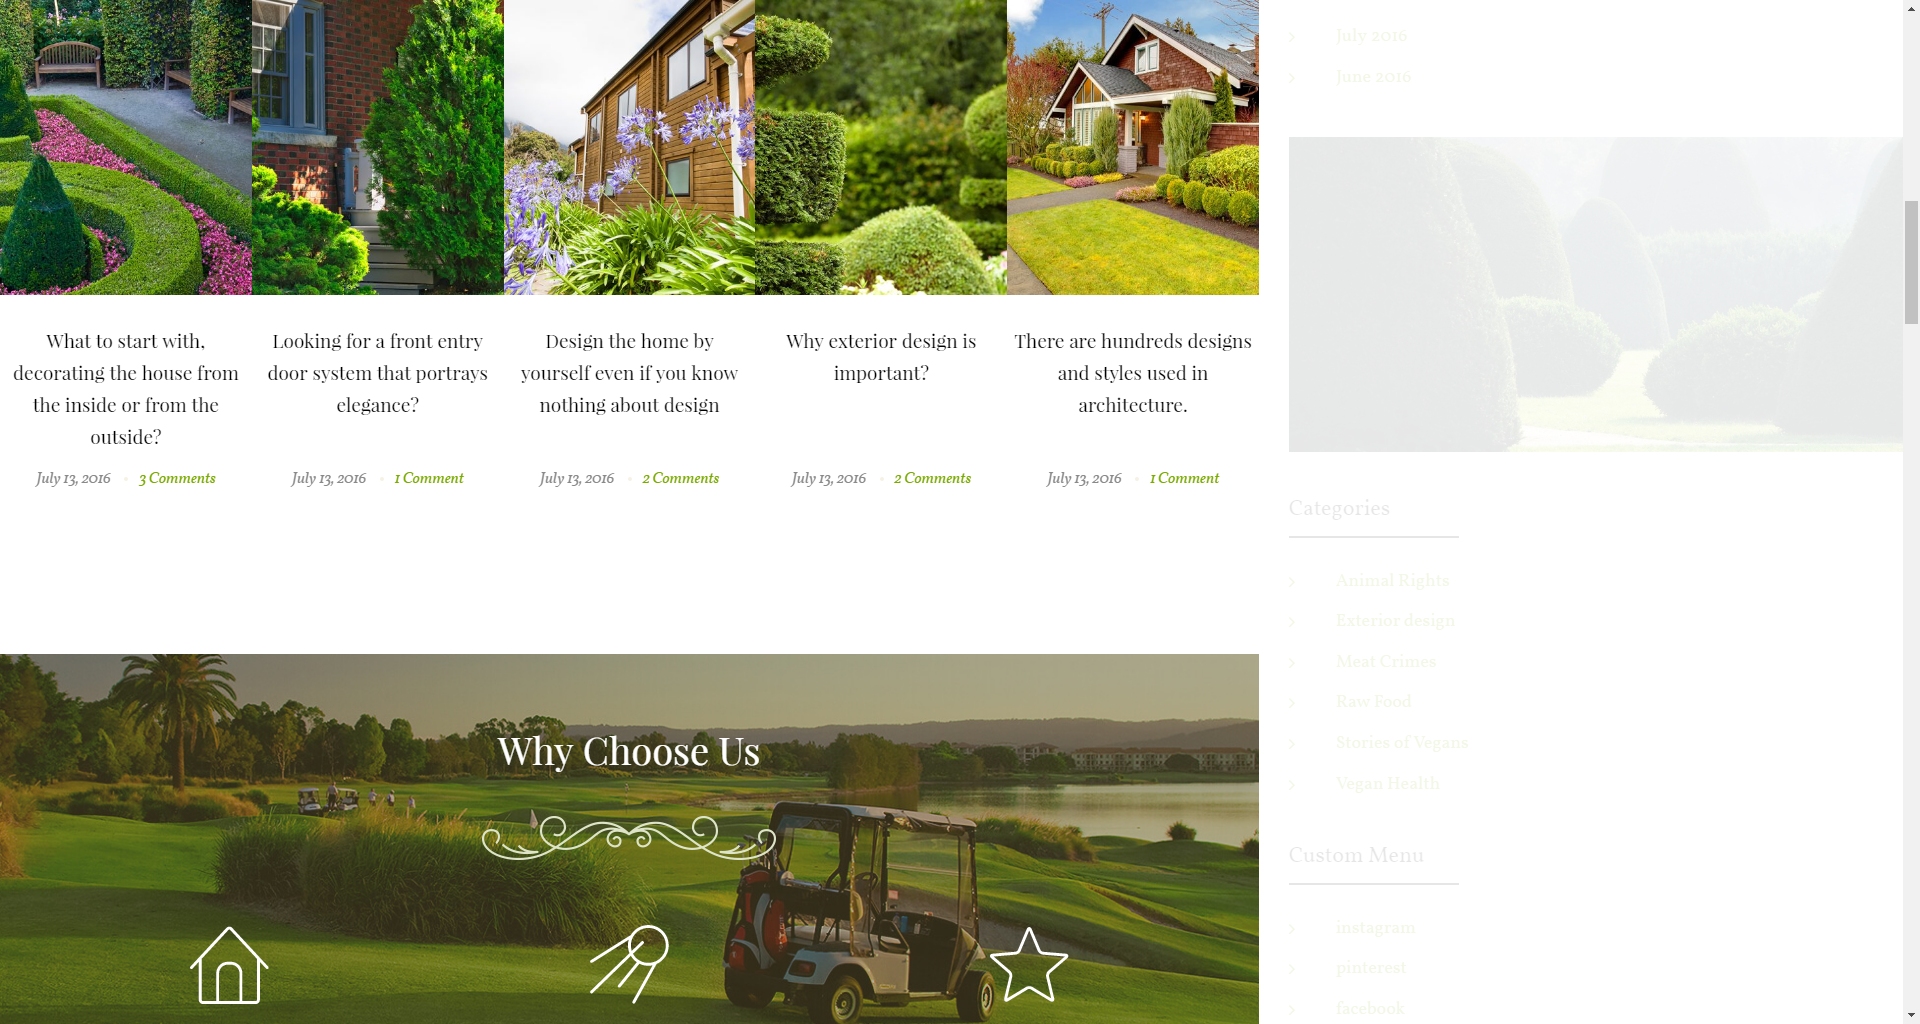 What to start with,
decorating the house from
the inside or from the
outside?
July 13, 2016 3 Comments
Looking for a front entry
door system that portrays
elegance?
July 13, 2016 1 Comment
Design the home by
yourself even if you know
nothing about design
July 13, 2016 2 Comments
Why exterior design is
important?
July 13, 2016 2 Comments
There are hundreds designs
and styles used in
architecture.
July 13, 2016 1 Comment
Why Choose Us
July 2016
June 2016
Categories
Animal Rights
Exterior design
Meat Crimes
Raw Food
Stories of Vegans
Vegan Health
Custom Menu
instagram
pinterest
facebook